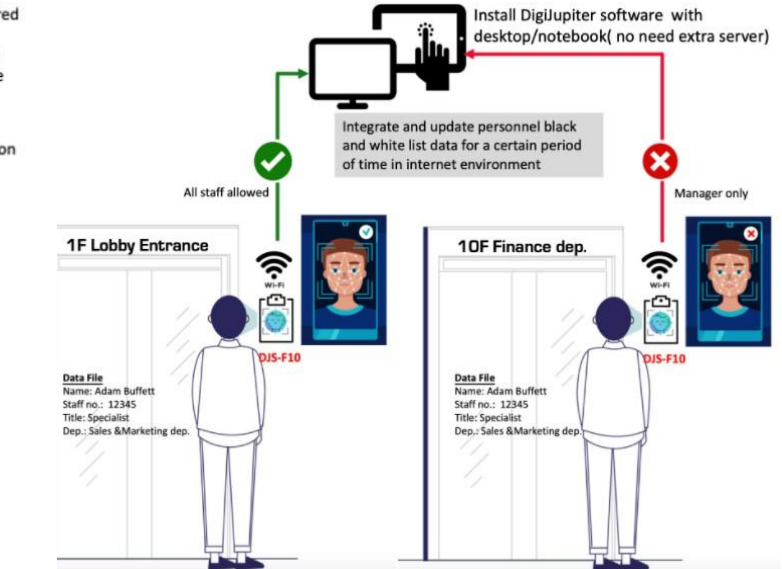 red
e
on
Install DigiJupiter software with
desktop/notebook( no need extra server)
Integrate and update personnel black
and white list data for a certain period
of time in internet environment
All staff allowed
Manager only
1F Lobby Entrance
Wi-Fi
DJS-F10
Data File
Name: Adam Buffett
Staff no.: 12345
Title: Specialist
Dep.: Sales &Marketing dep.
10F Finance dep.
Wi-Fi
DJS-F10
Data File
Name: Adam Buffett
Staff no.: 12345
Title: Specialist
Dep.: Sales &Marketing dep.